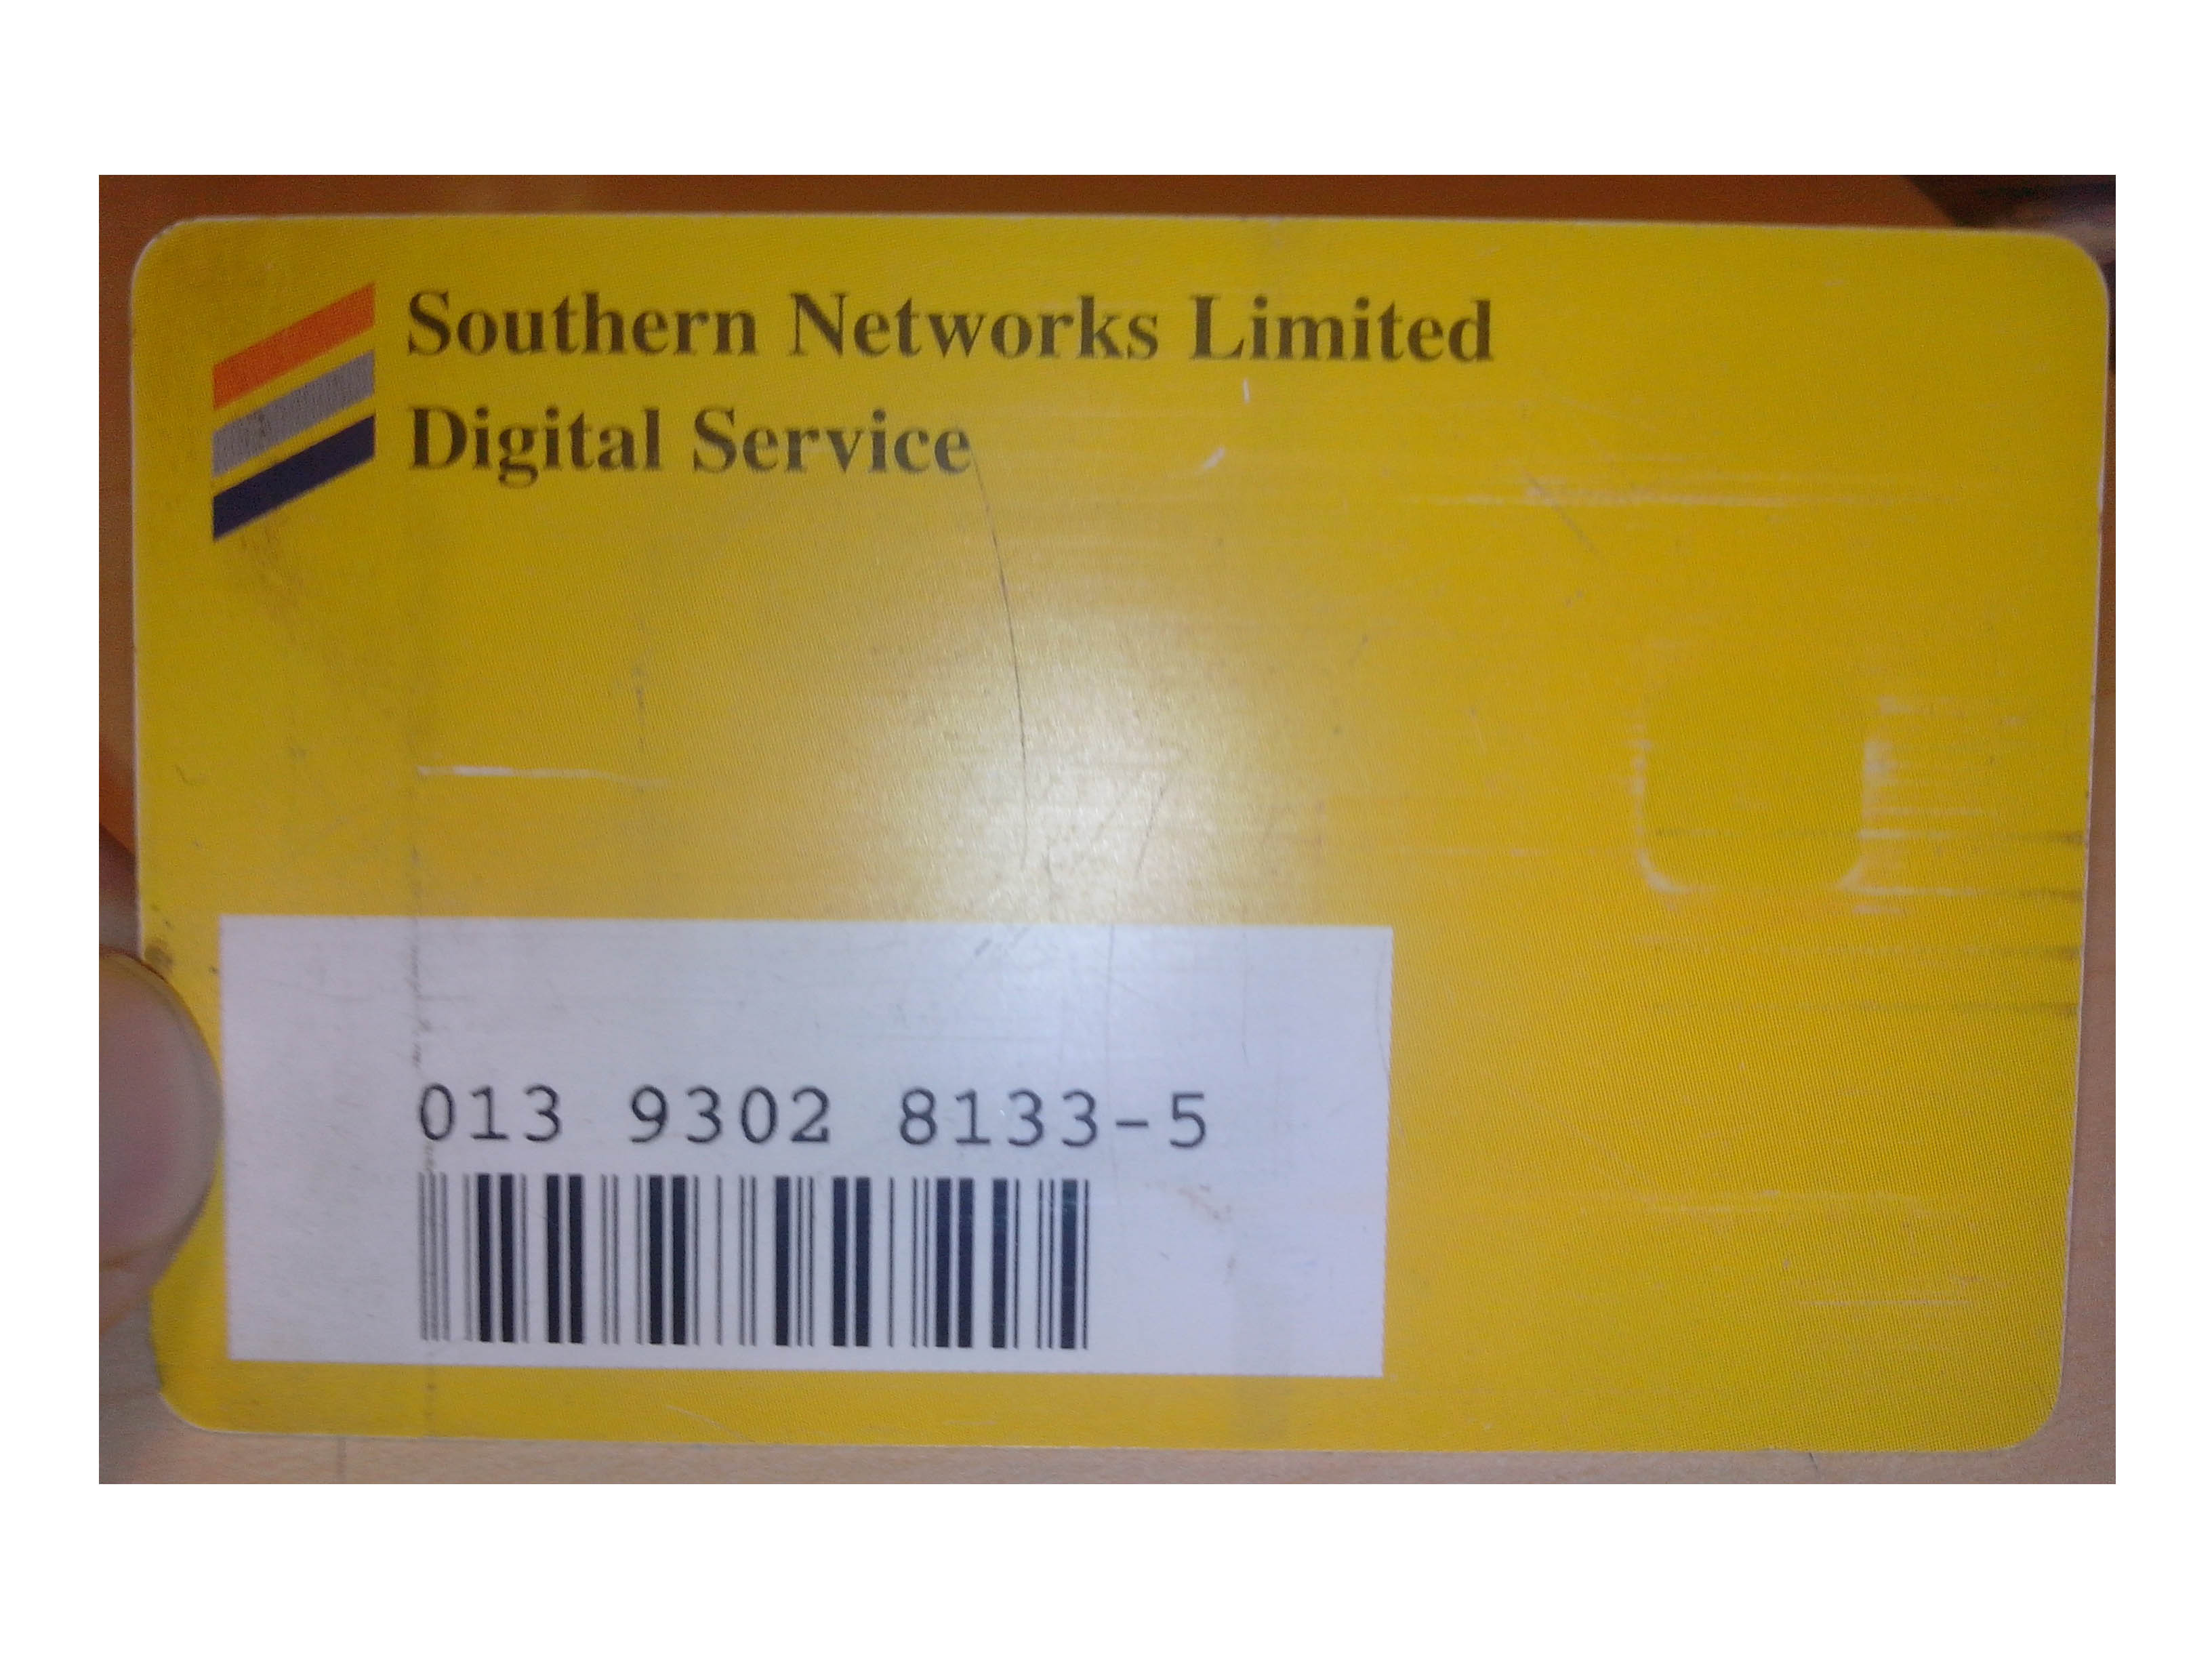 Southern Networks Limited
Digital Service
013 9302 8133-5